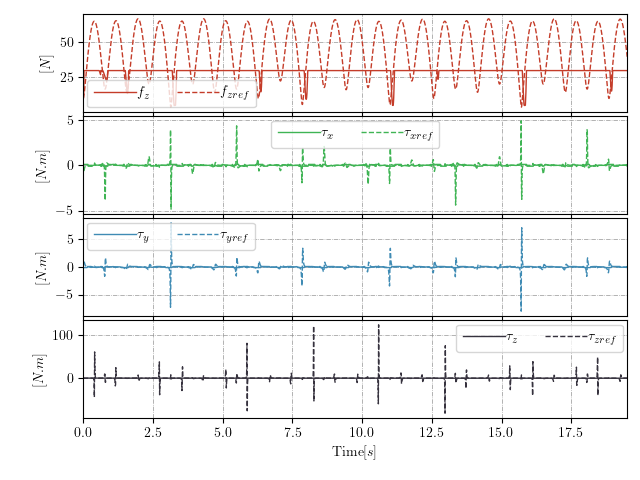 50
25
[N]
f_z f_zref
5
0
−5
[N.m]
τ_x τ_xref
5
0
−5
[N.m]
τ_y τ_yref
100
0
[N.m]
τ_z τ_zref
0.0 2.5 5.0 7.5 10.0 12.5 15.0 17.5
Time[s]